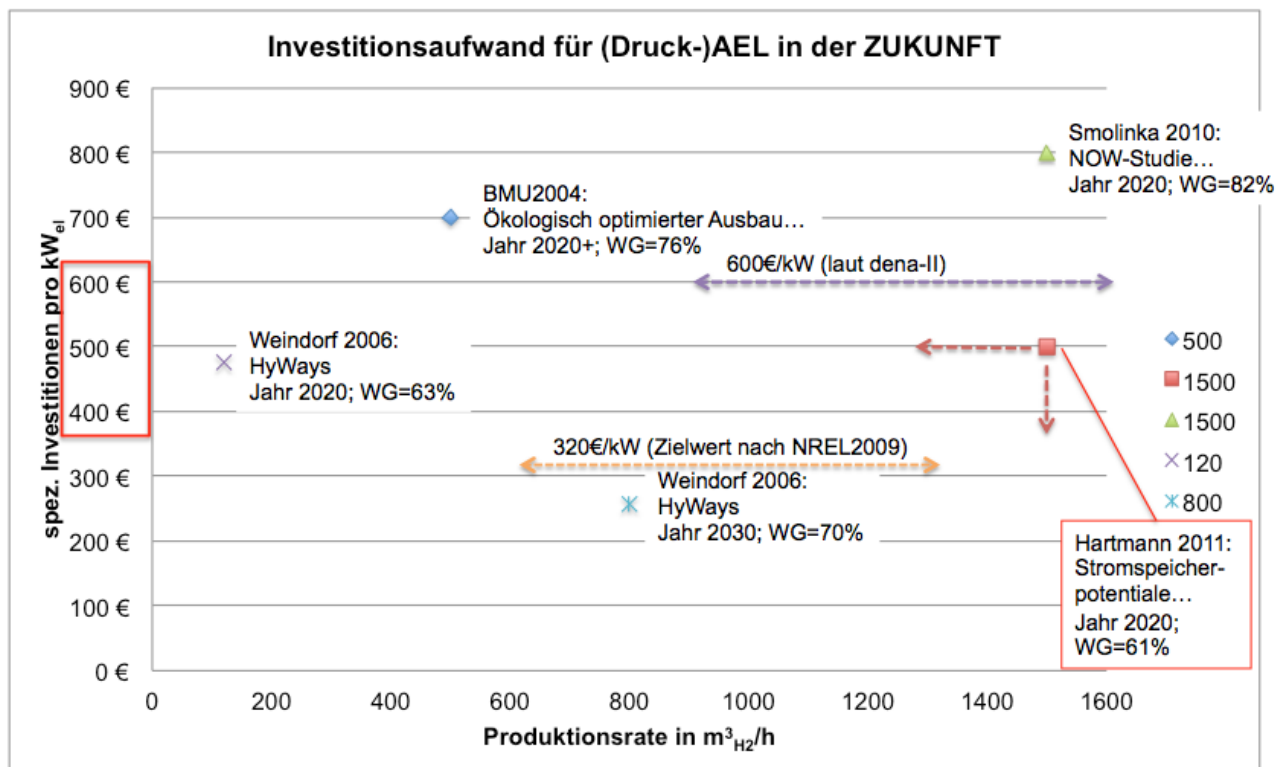 Investitionsaufwand für (Druck-)AEL in der ZUKUNFT
spez. Investitionen pro kWel
900 €
800 €
700 €
600 €
500 €
400 €
300 €
200 €
100 €
0 €
Smolinka 2010:
NOW-Studie…
Jahr 2020; WG=82%
BMU2004:
Ökologisch optimierter Ausbau…
Jahr 2020+; WG=76%
600€/kW (laut dena-II)
Weindorf 2006:
HyWays
Jahr 2020; WG=63%
320€/kW (Zielwert nach NREL2009)
Weindorf 2006:
HyWays
Jahr 2030; WG=70%
500
1500
1500
120
800
Hartmann 2011:
Stromspeicher-
potentiale…
Jahr 2020;
WG=61%
0
200
400
600
800
1000
1200
1400
1600
Produktionsrate in m³H2/h